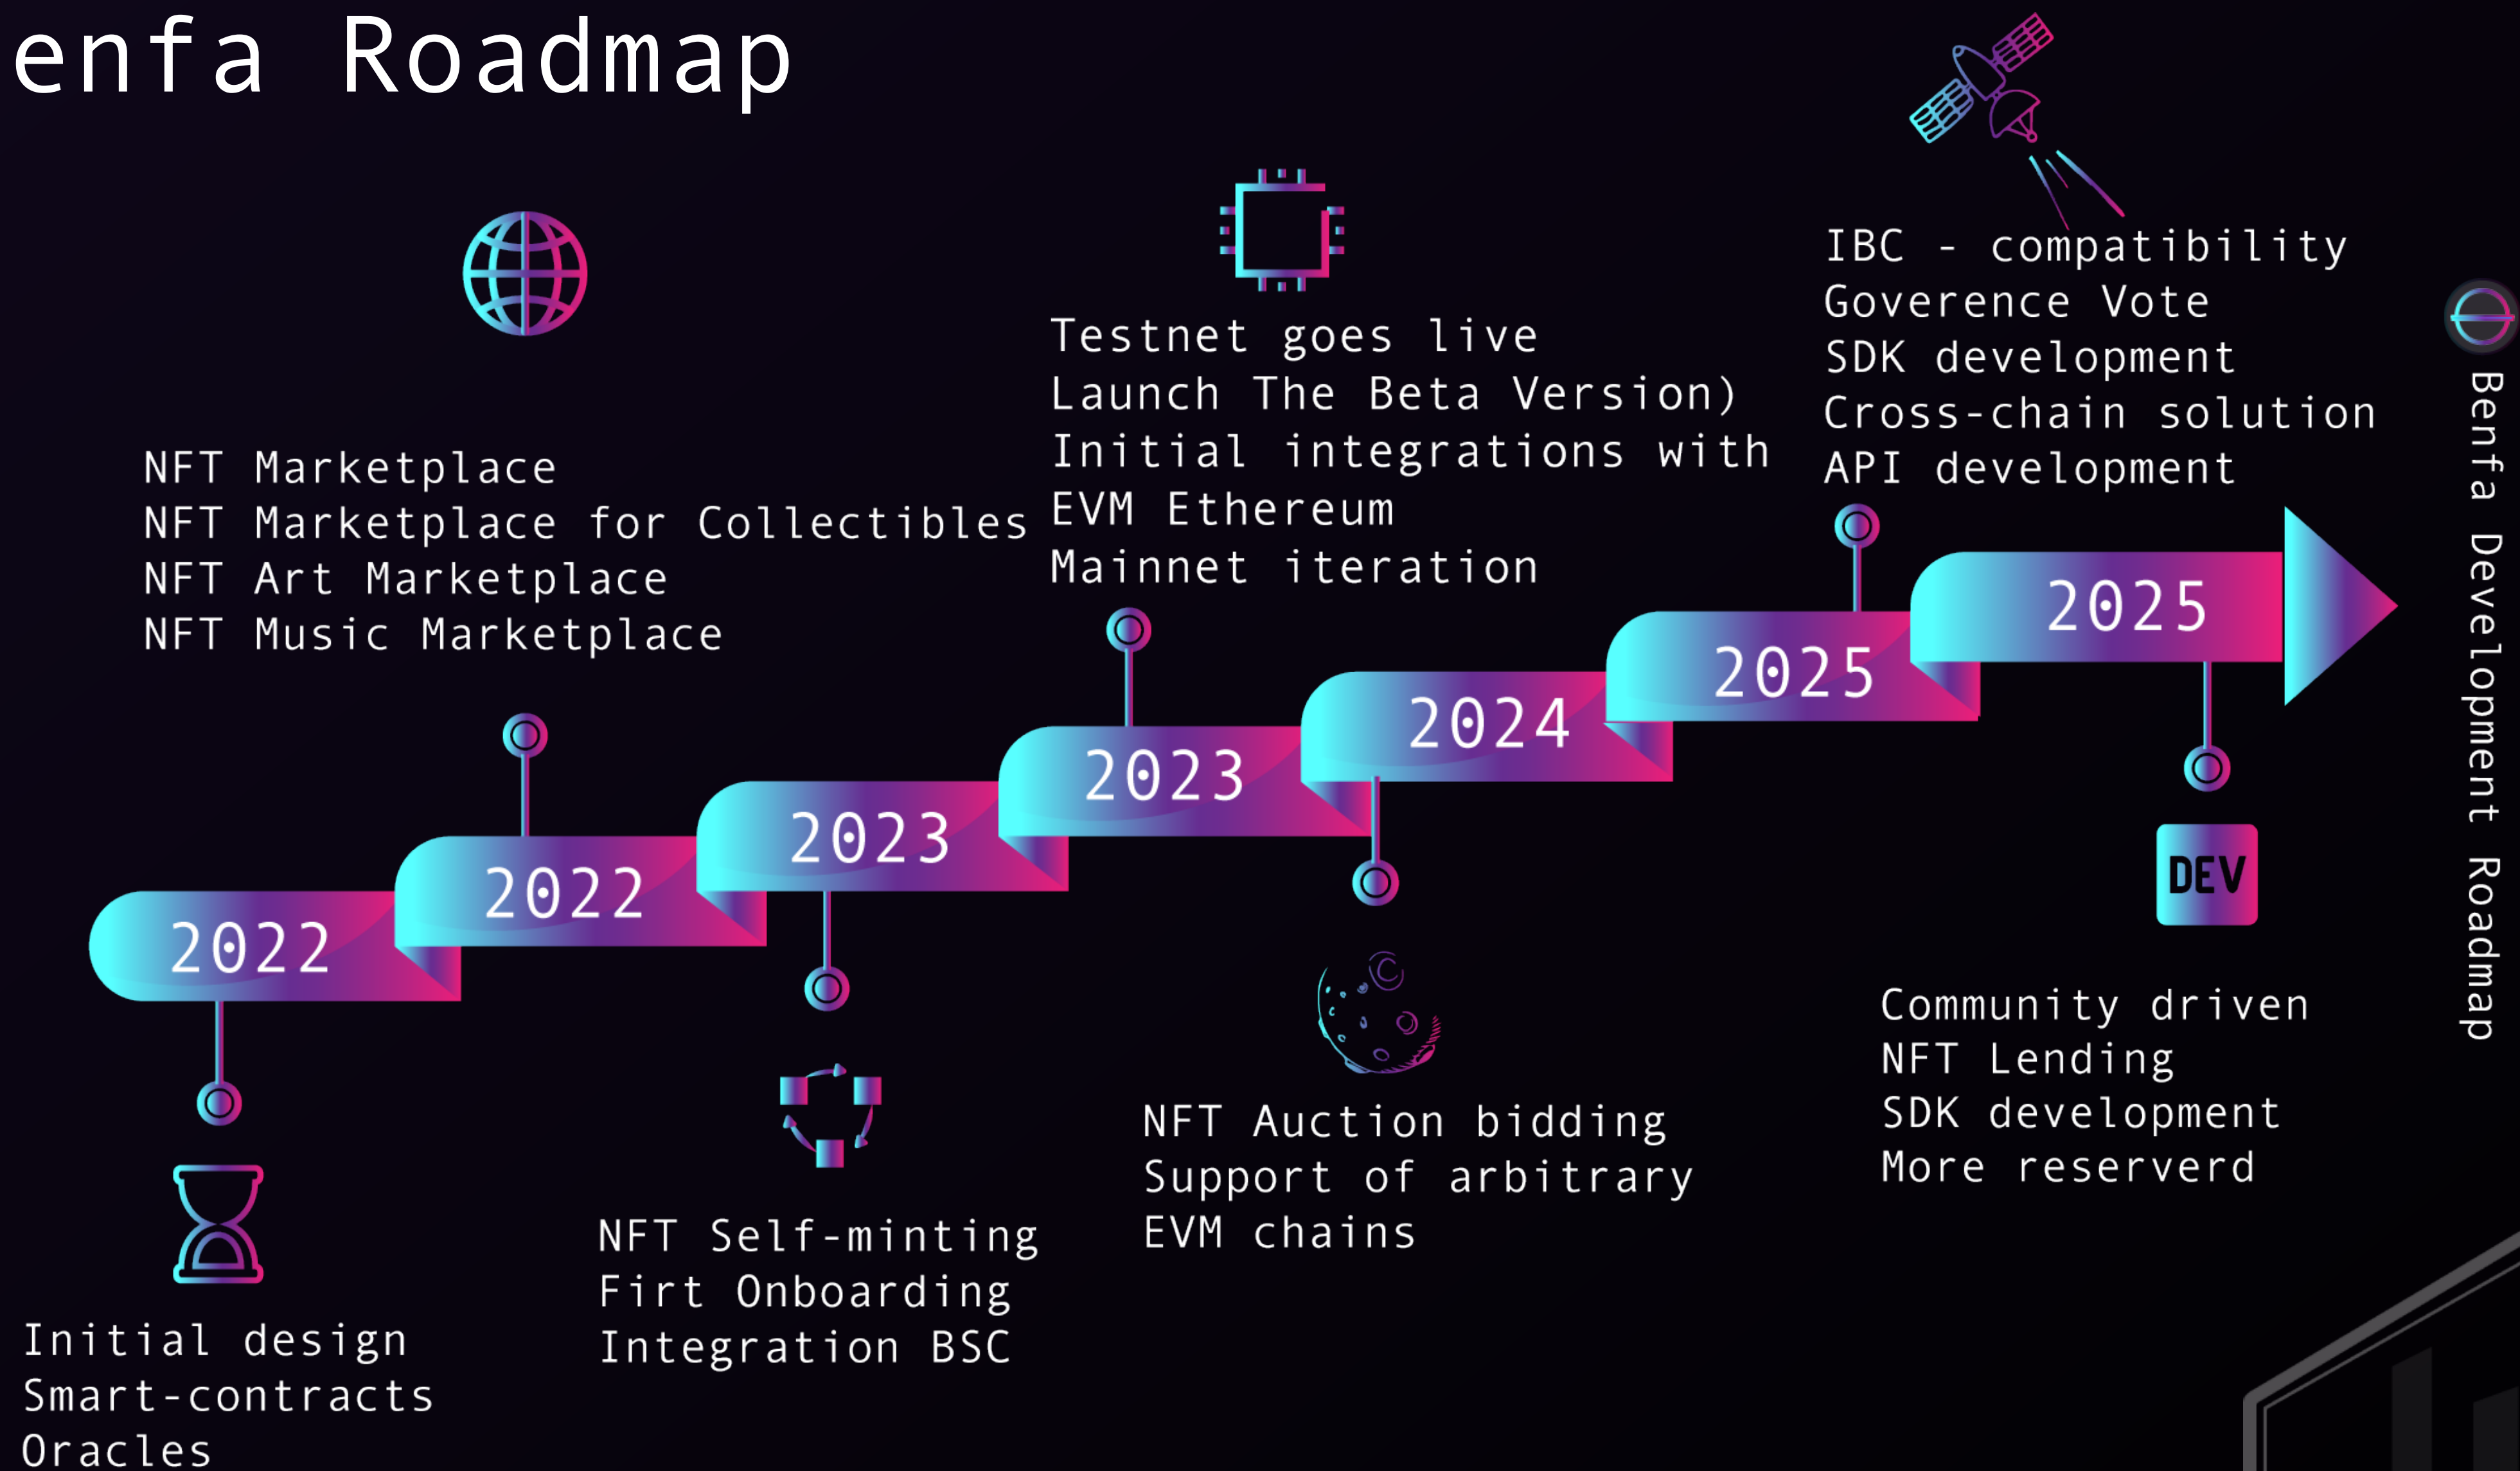 enfa Roadmap
NFT Marketplace
NFT Marketplace for Collectibles
NFT Art Marketplace
NFT Music Marketplace
Testnet goes live
Launch The Beta Version)
Initial integrations with
EVM Ethereum
Mainnet iteration
IBC - compatibility
Goverence Vote
SDK development
Cross-chain solution
API development
2022
2022
2023
2023
2024
2025
2025
Initial design
Smart-contracts
Oracles
NFT Self-minting
Firt Onboarding
Integration BSC
C
NFT Auction bidding
Support of arbitrary
EVM chains
DEV
Community driven
NFT Lending
SDK development
More reserverd
Benfa Development Roadmap